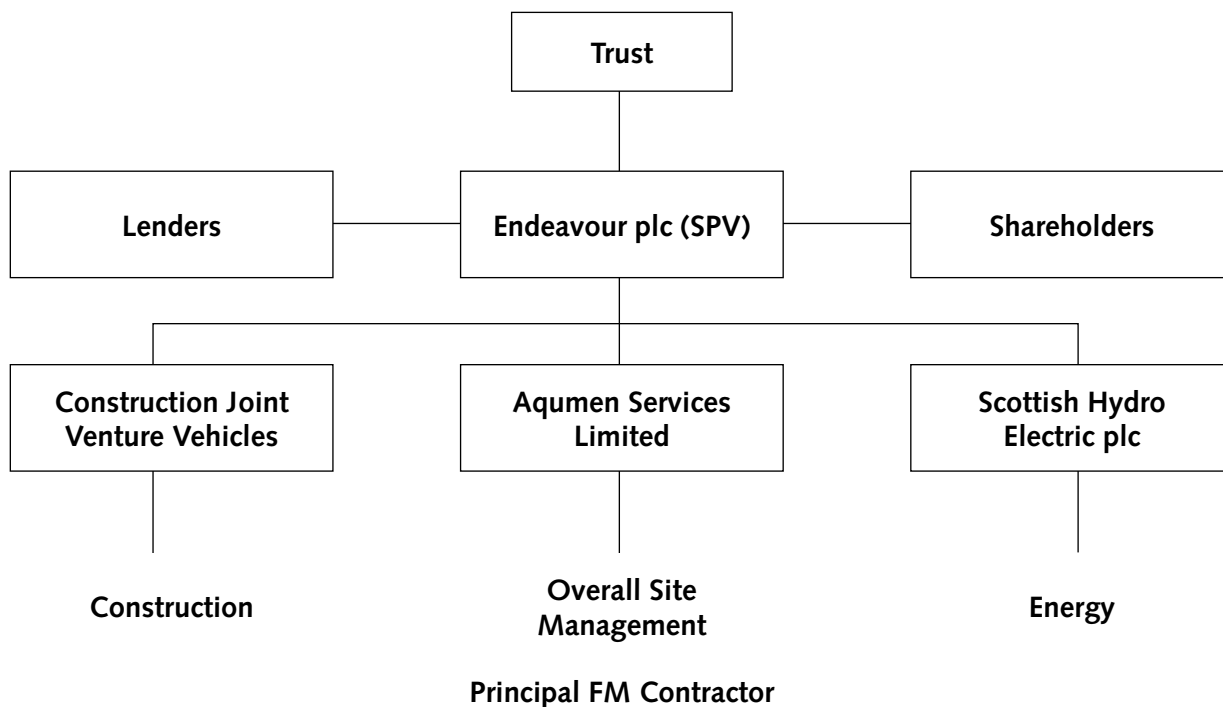 Trust
Lenders
Endeavour plc (SPV)
Shareholders
Construction Joint
Venture Vehicles
Aqumen Services
Limited
Scottish Hydro
Electric plc
Construction
Overall Site
Management
Energy
Principal FM Contractor